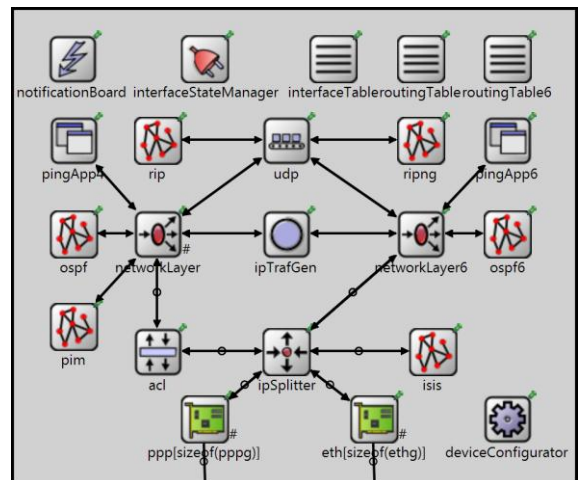 notificationBoard interfaceStateManager interfaceTable routingTable routingTable6
pingApp4 rip udp ripng pingApp6
ospf networkLayer # ipTrafGen networkLayer6 ospf6
pim acl ipSplitter isis
ppp[sizeof(pppg)] # eth[sizeof(ethg)] # deviceConfigurator